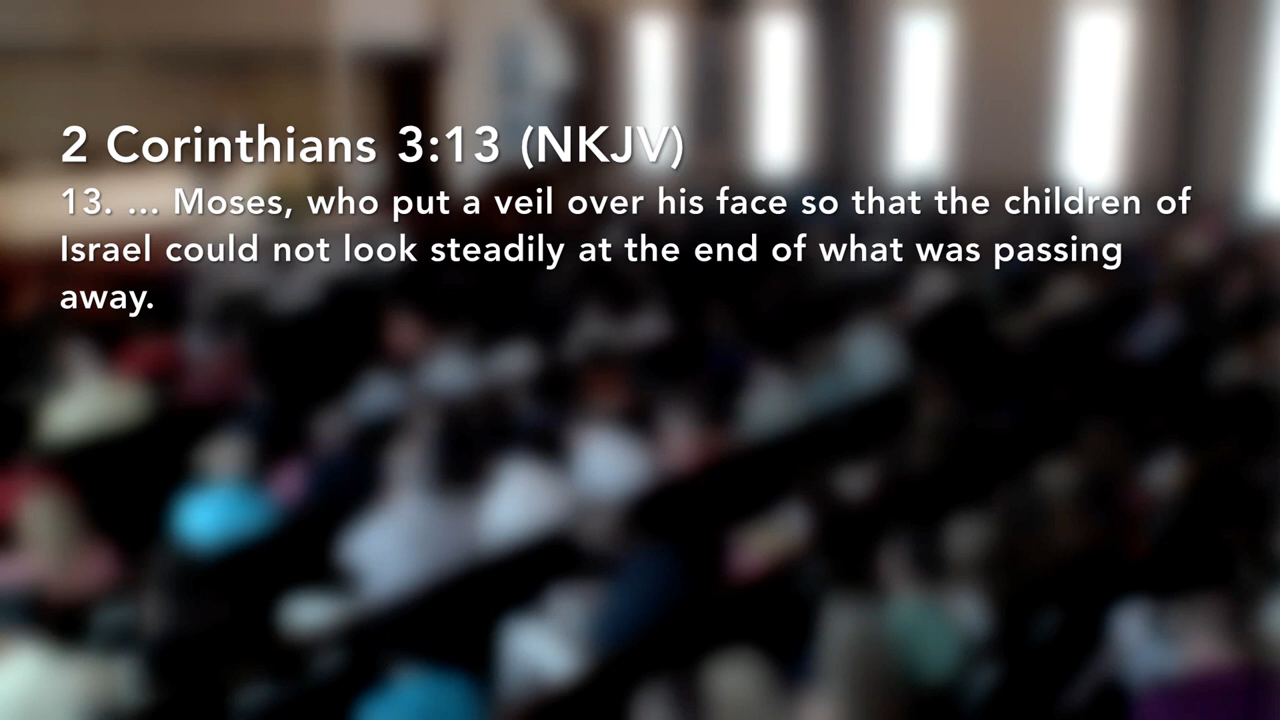 2 Corinthians 3:13 (NKJV)
13. ... Moses, who put a veil over his face so that the children of
Israel could not look steadily at the end of what was passing
away.